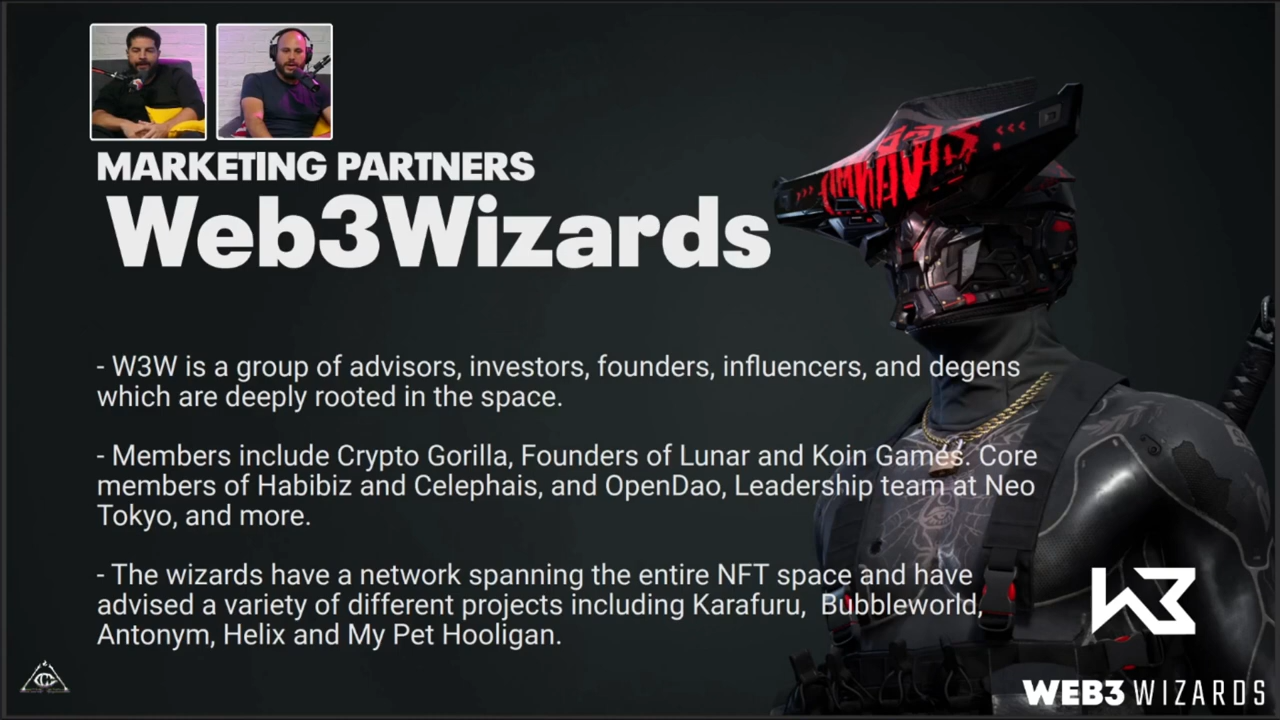 MARKETING PARTNERS
Web3Wizards
- W3W is a group of advisors, investors, founders, influencers, and degens
which are deeply rooted in the space.
- Members include Crypto Gorilla, Founders of Lunar and Koin Games. Core
members of Habibiz and Celephais, and OpenDao, Leadership team at Neo
Tokyo, and more.
- The wizards have a network spanning the entire NFT space and have
advised a variety of different projects including Karafuru,  Bubbleworld,
Antonym, Helix and My Pet Hooligan.
W3
WEB3 WIZARDS